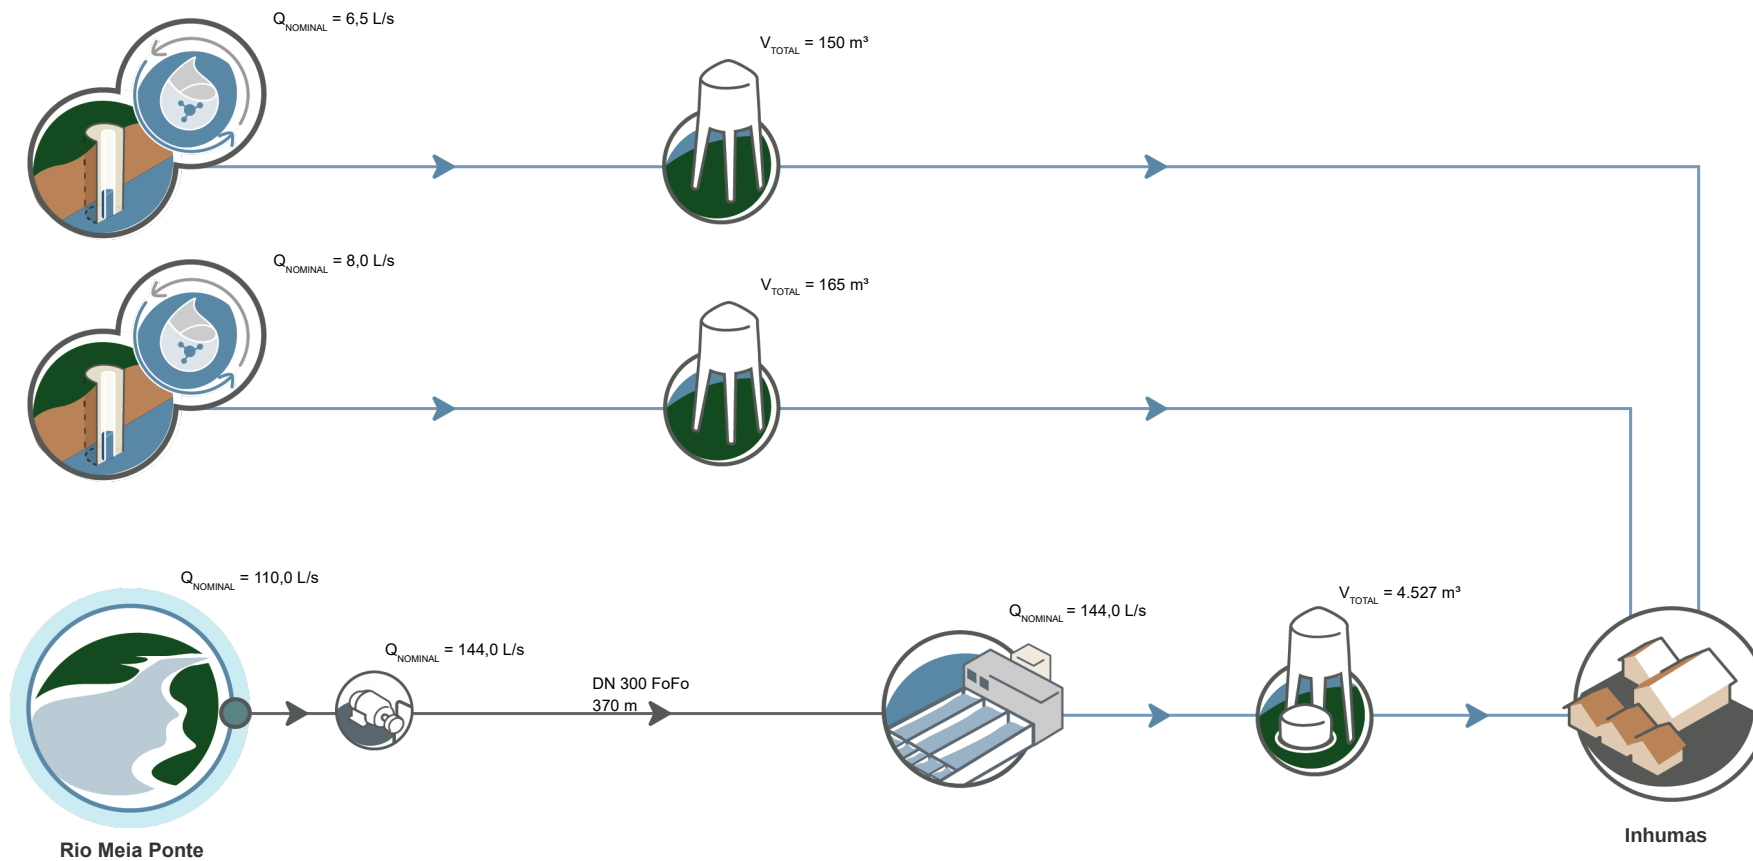 QNOMINAL = 6,5 L/s
VTOTAL = 150 m³
QNOMINAL = 8,0 L/s
VTOTAL = 165 m³
QNOMINAL = 110,0 L/s
QNOMINAL = 144,0 L/s
DN 300 FoFo
370 m
QNOMINAL = 144,0 L/s
VTOTAL = 4.527 m³
Rio Meia Ponte
Inhumas